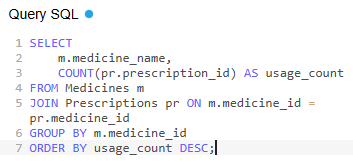 Query SQL
1 SELECT
2 m.medicine_name,
3 COUNT(pr.prescription_id) AS usage_count
4 FROM Medicines m
5 JOIN Prescriptions pr ON m.medicine_id =
pr.medicine_id
6 GROUP BY m.medicine_id
7 ORDER BY usage_count DESC;